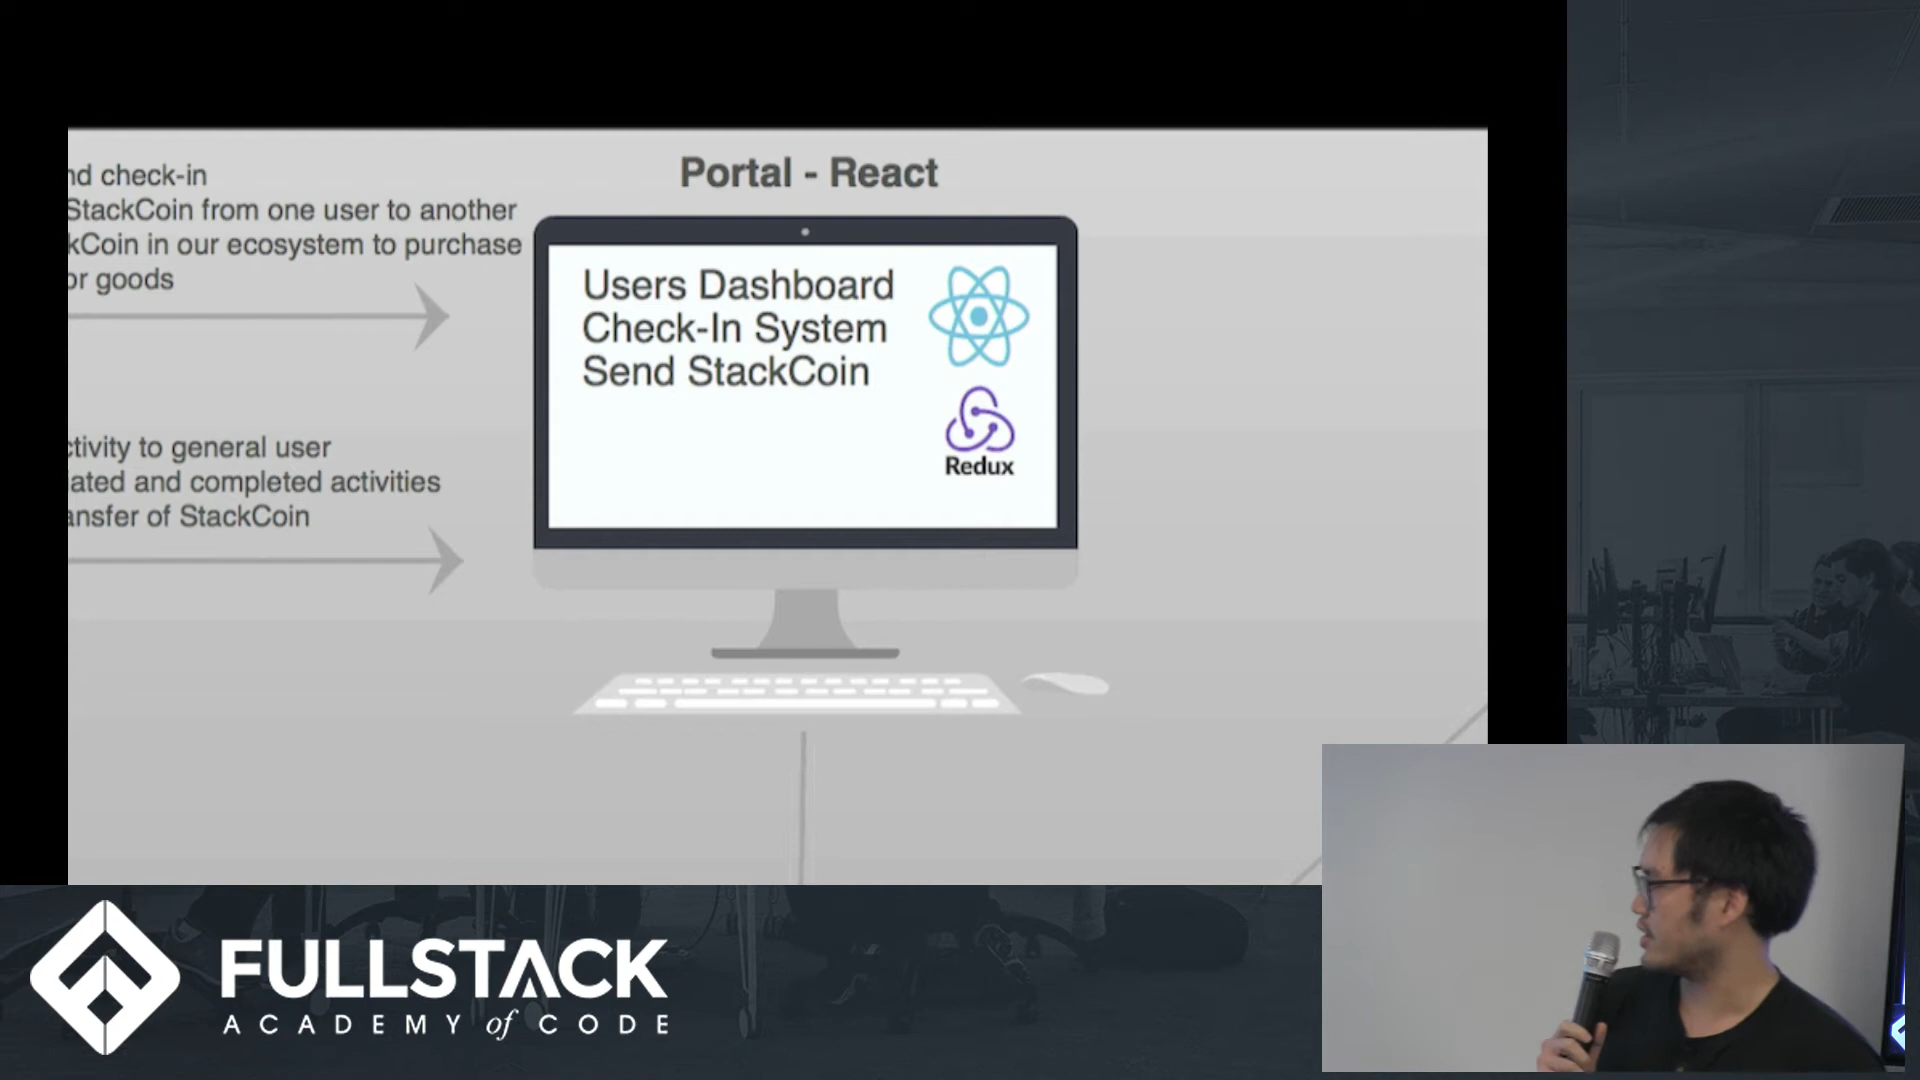 nd check-in
StackCoin from one user to another
kCoin in our ecosystem to purchase
or goods
ctivity to general user
iated and completed activities
ansfer of StackCoin
Portal - React
Users Dashboard
Check-In System
Send StackCoin
Redux
FULLSTACK
ACADEMY of CODE